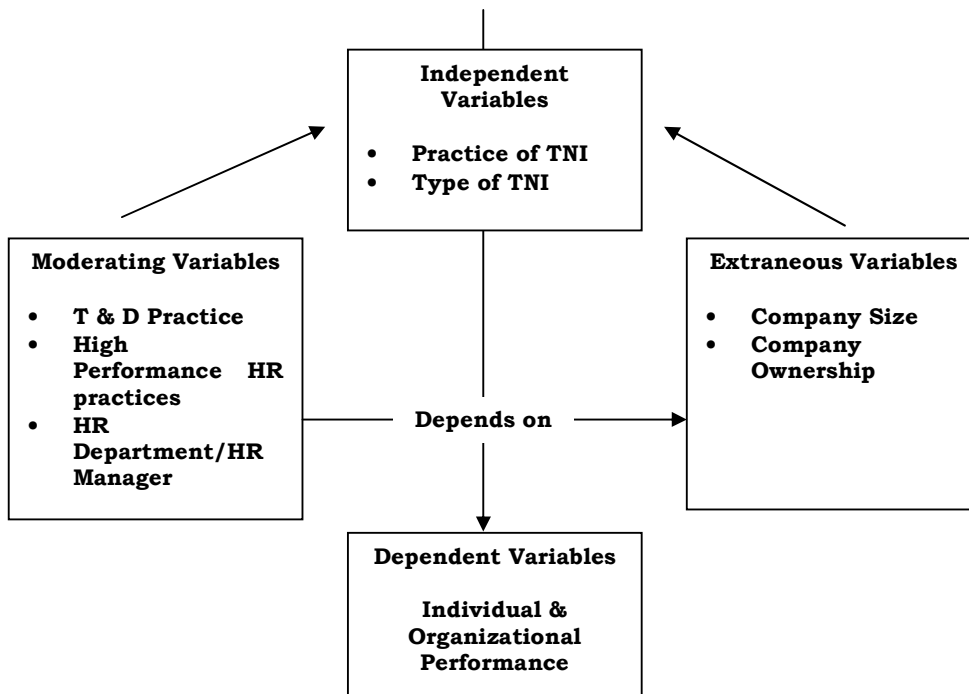 Independent
Variables
• Practice of TNI
• Type of TNI
Moderating Variables
• T & D Practice
• High
Performance HR
practices
• HR
Department/HR
Manager
Extraneous Variables
• Company Size
• Company
Ownership
Depends on
Dependent Variables
Individual &
Organizational
Performance